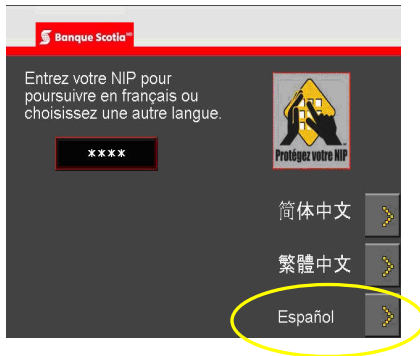 Banque Scotia
Entrez votre NIP pour
poursuivre en français ou
choisissez une autre langue.
****
Protégez votre NIP
简体中文
繁體中文
Español